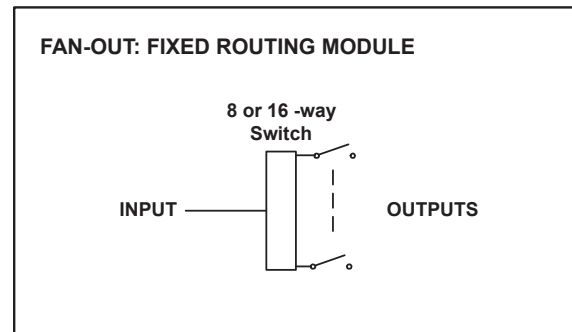 FAN-OUT: FIXED ROUTING MODULE
8 or 16 -way
Switch
INPUT
OUTPUTS